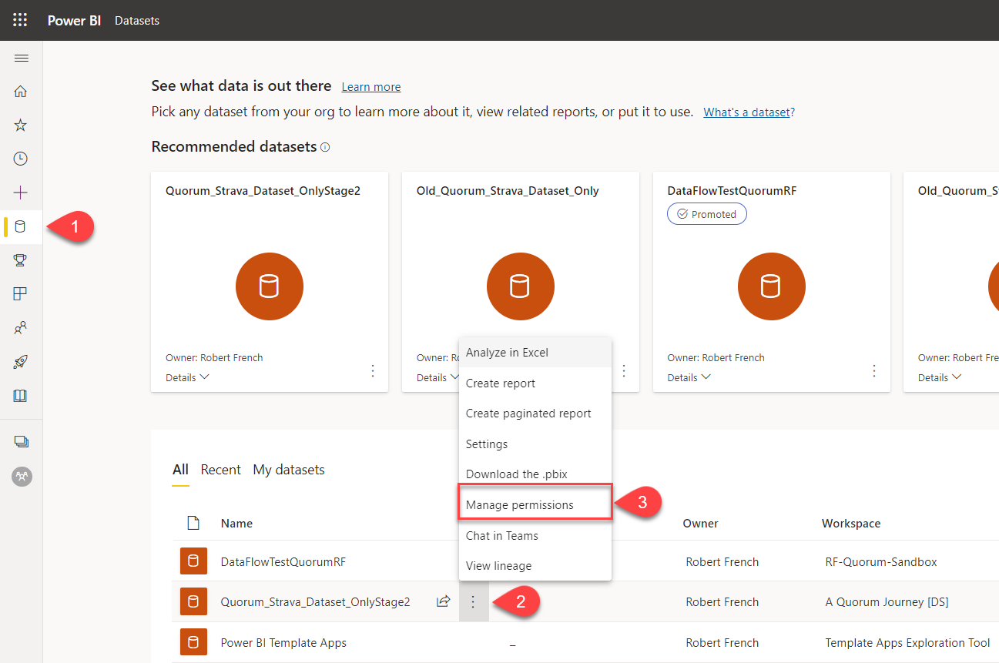 Power BI Datasets
See what data is out there Learn more
Pick any dataset from your org to learn more about it, view related reports, or put it to use. What's a dataset?
Recommended datasets
Quorum_Strava_Dataset_OnlyStage2
Owner: Robert French
Details
Old_Quorum_Strava_Dataset_Only
Owner: Ro
Details
DataFlowTestQuorumRF
Promoted
Owner: Robert French
Details
Old_Quorum_S
Owner: Robert Fre
Details
1
Analyze in Excel
Create report
Create paginated report
Settings
Download the .pbix
Manage permissions
3
Chat in Teams
View lineage
All Recent My datasets
Name Owner Workspace
DataFlowTestQuorumRF Robert French RF-Quorum-Sandbox
Quorum_Strava_Dataset_OnlyStage2 2 Robert French A Quorum Journey [DS]
Power BI Template Apps – Robert French Template Apps Exploration Tool